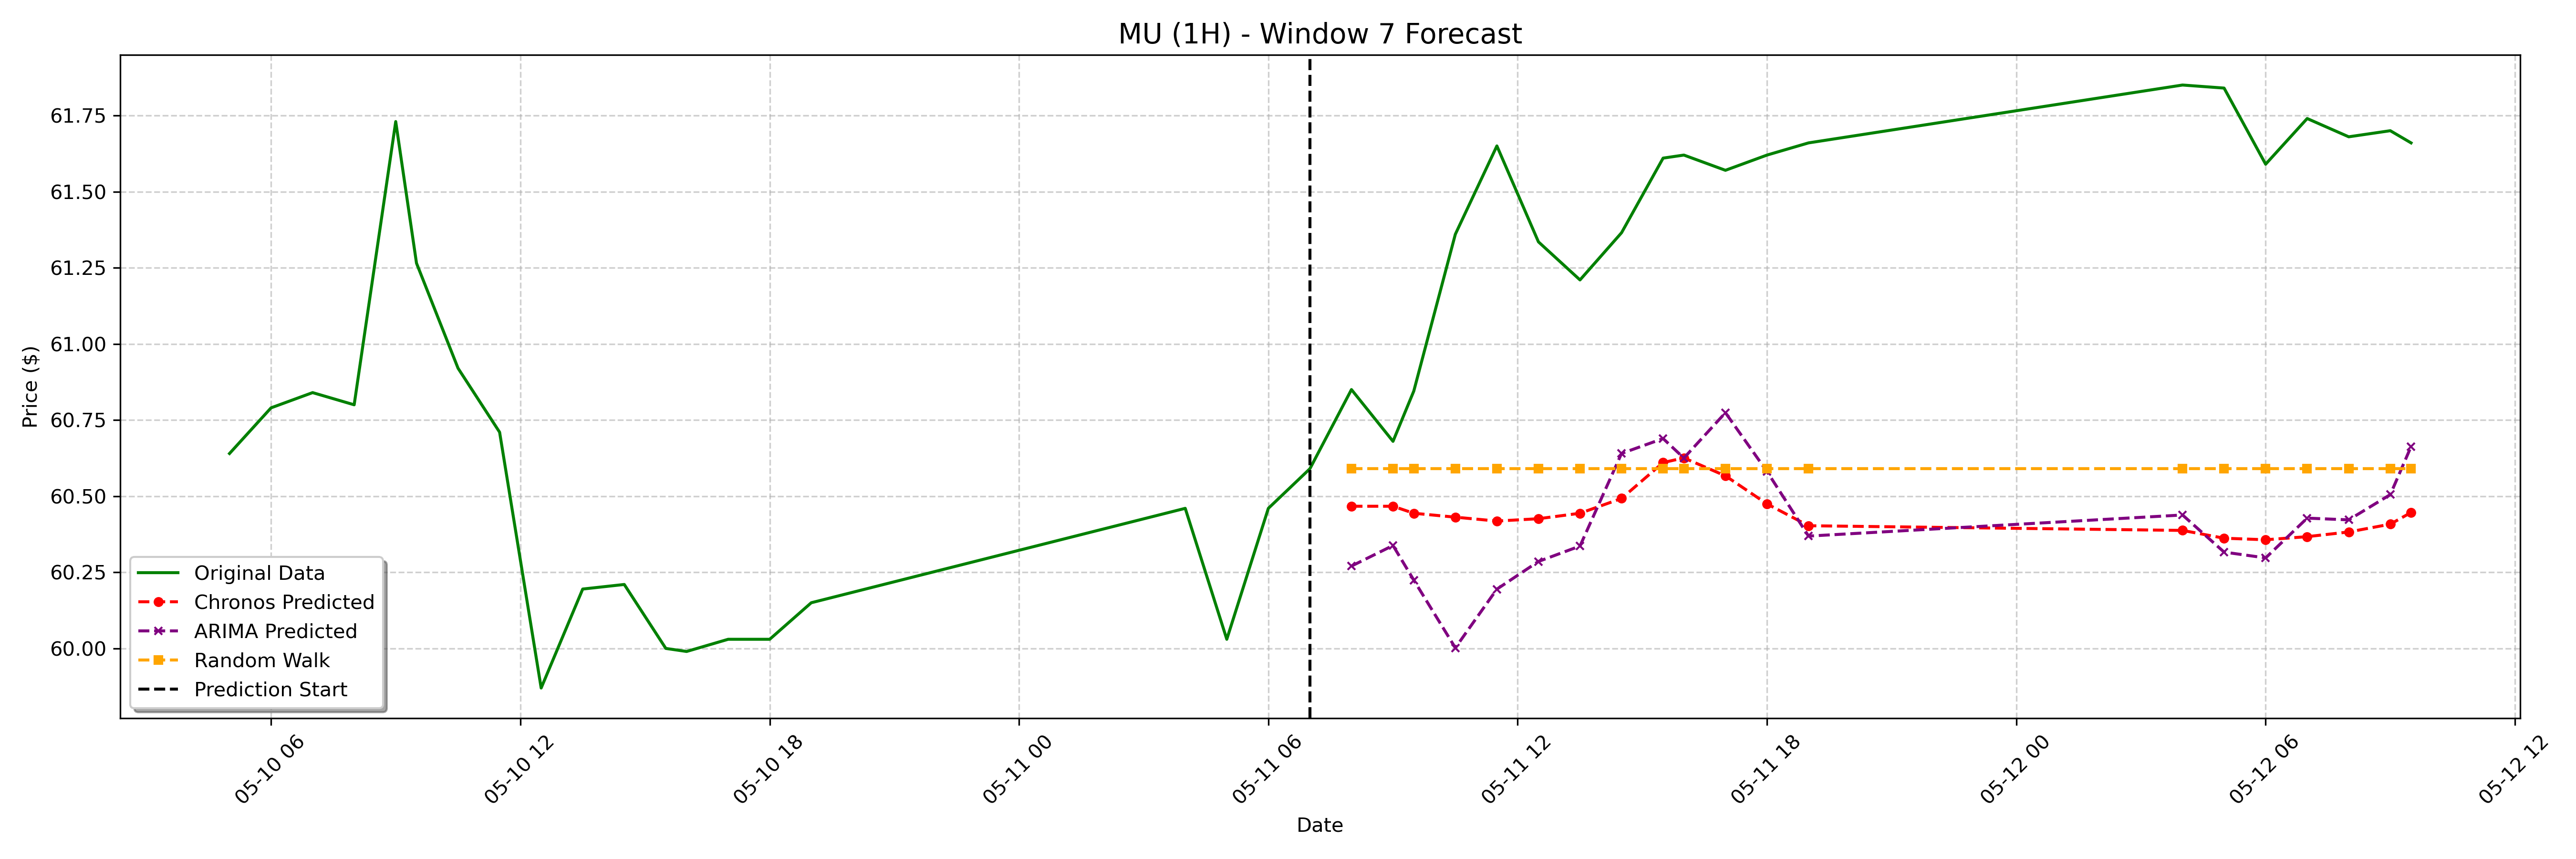 MU (1H) - Window 7 Forecast
Price ($)
61.75
61.50
61.25
61.00
60.75
60.50
60.25
60.00
Original Data
Chronos Predicted
ARIMA Predicted
Random Walk
Prediction Start
05-10 06
05-10 12
05-10 18
05-11 00
05-11 06
05-11 12
05-11 18
05-12 00
05-12 06
05-12 12
Date